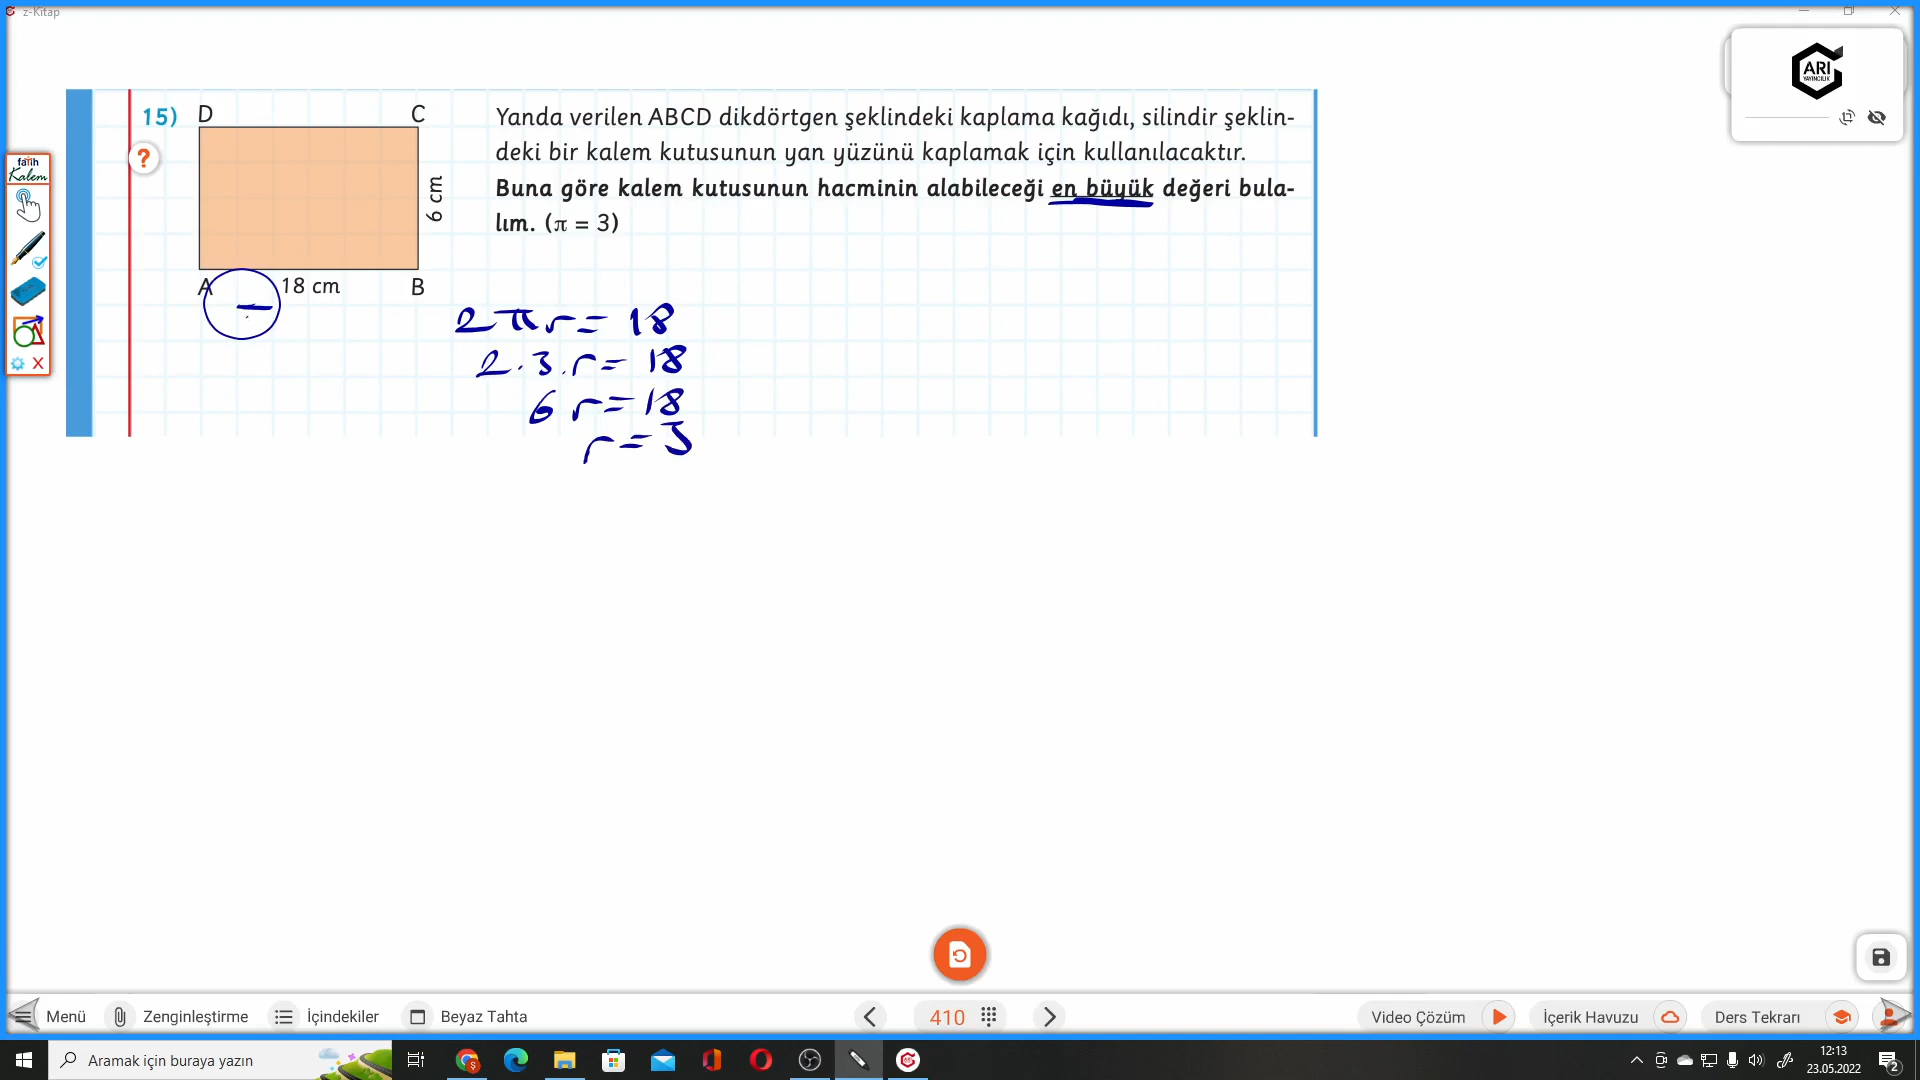 z-Kitap
ARI
YAYINCILIK
fatih
Kalem
X
15)
D
C
6 cm
A
18 cm
B
?
Yanda verilen ABCD dikdörtgen şeklindeki kaplama kağıdı, silindir şeklin-
deki bir kalem kutusunun yan yüzünü kaplamak için kullanılacaktır.
Buna göre kalem kutusunun hacminin alabileceği en büyük değeri bula-
lım. (π = 3)
2πr = 18
2.3.r = 18
6 r = 18
r = 3
Menü
Zenginleştirme
İçindekiler
Beyaz Tahta
410
Video Çözüm
İçerik Havuzu
Ders Tekrarı
Aramak için buraya yazın
12:13
23.05.2022
2